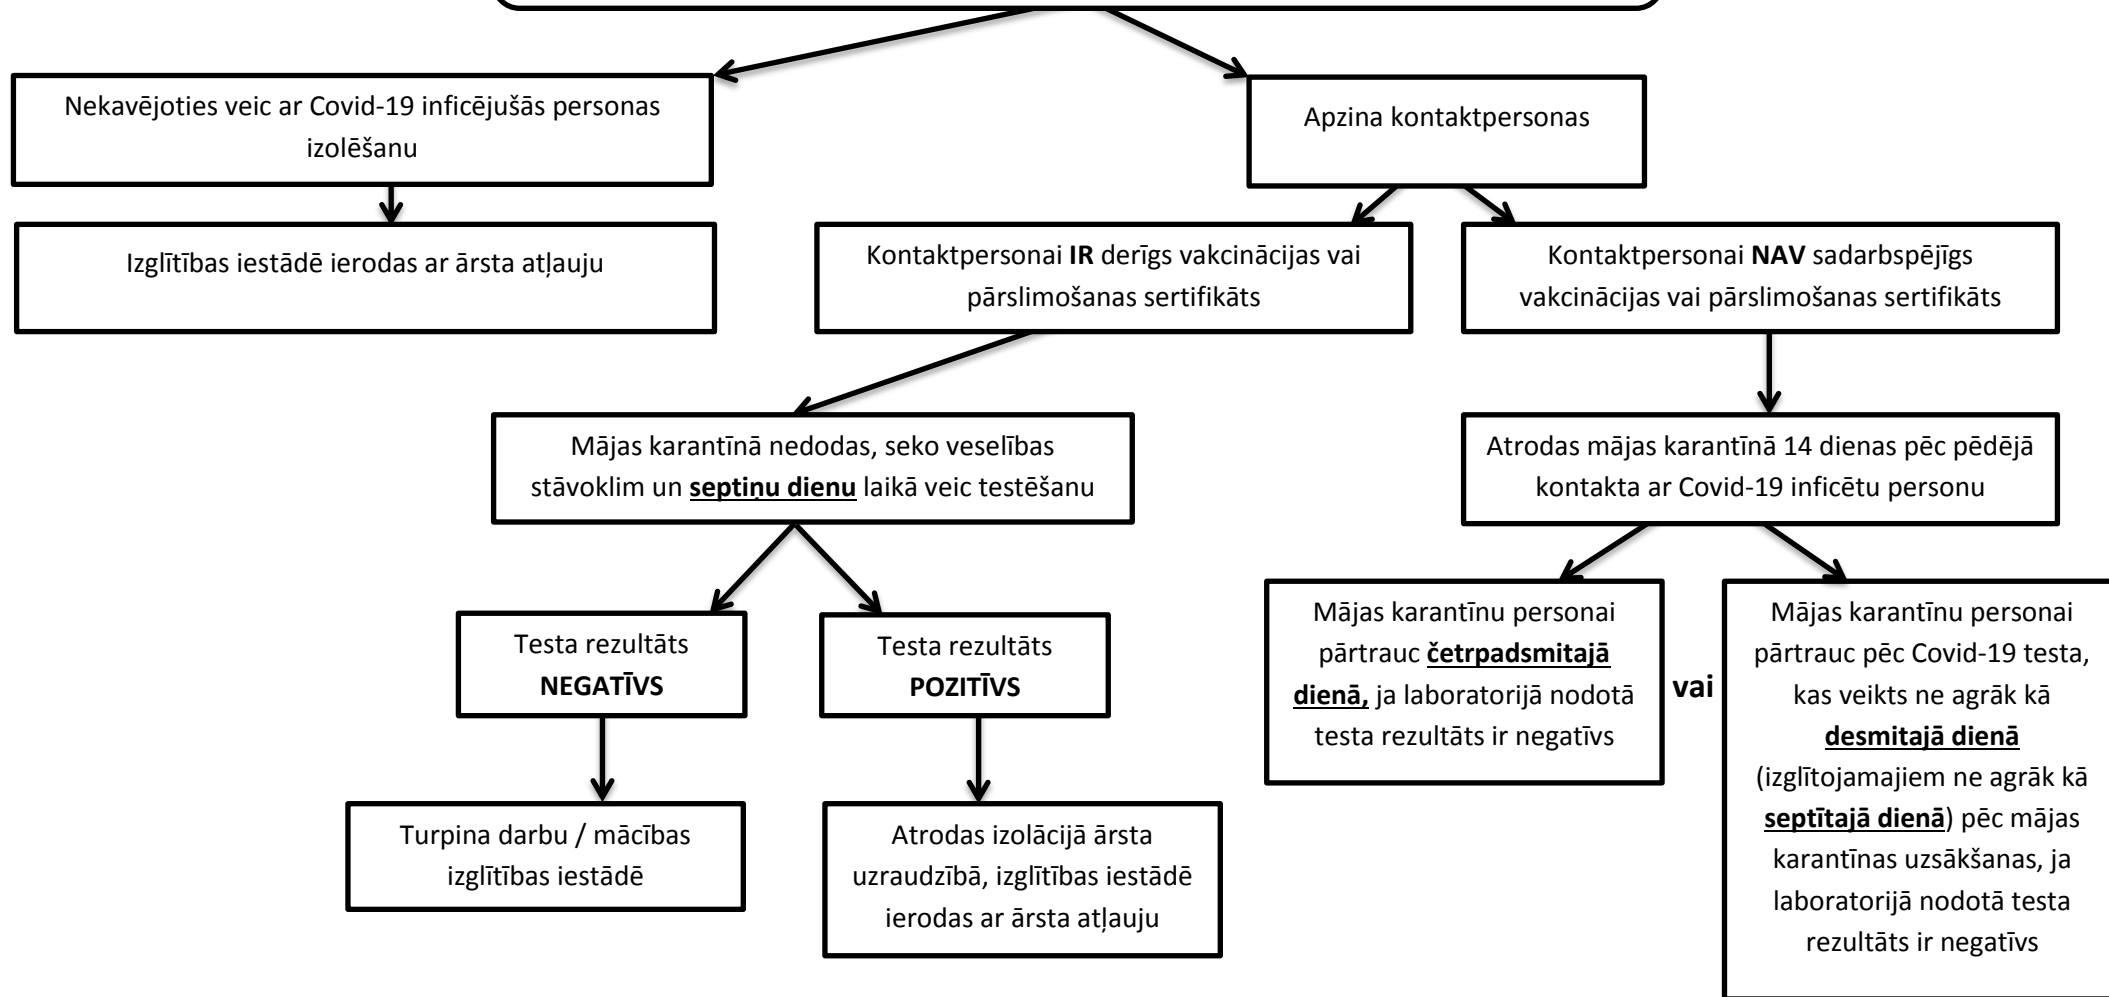 Nekavējoties veic ar Covid-19 inficējušās personas
izolēšanu
Apzina kontaktpersonas
Izglītības iestādē ierodas ar ārsta atļauju
Kontaktpersonai IR derīgs vakcinācijas vai
pārslimošanas sertifikāts
Kontaktpersonai NAV sadarbspējīgs
vakcinācijas vai pārslimošanas sertifikāts
Mājas karantīnā nedodas, seko veselības
stāvoklim un septiņu dienu laikā veic testēšanu
Atrodas mājas karantīnā 14 dienas pēc pēdējā
kontakta ar Covid-19 inficētu personu
Testa rezultāts
NEGATĪVS
Testa rezultāts
POZITĪVS
Mājas karantīnu personai
pārtrauc četrpadsmitajā
dienā, ja laboratorijā nodotā
testa rezultāts ir negatīvs
vai
Mājas karantīnu personai
pārtrauc pēc Covid-19 testa,
kas veikts ne agrāk kā
desmitajā dienā
(izglītojamajiem ne agrāk kā
septītajā dienā) pēc mājas
karantīnas uzsākšanas, ja
laboratorijā nodotā testa
rezultāts ir negatīvs
Turpina darbu / mācības
izglītības iestādē
Atrodas izolācijā ārsta
uzraudzībā, izglītības iestādē
ierodas ar ārsta atļauju